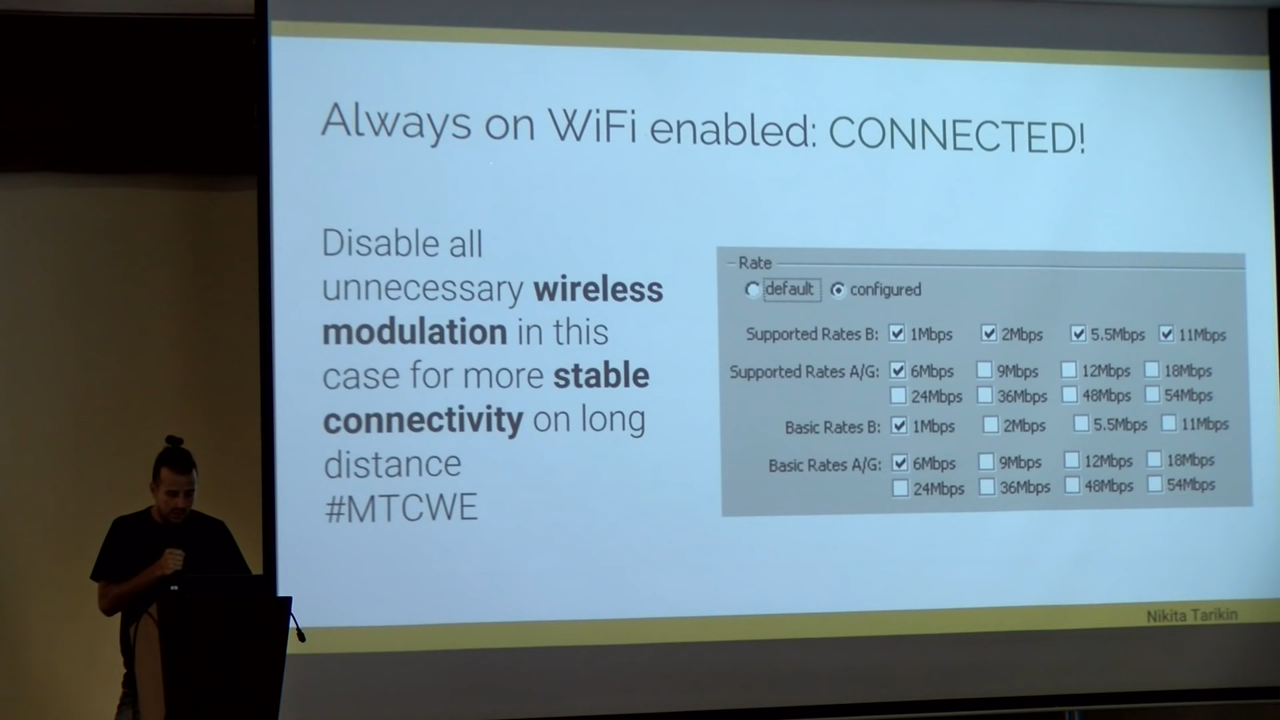 Always on WiFi enabled: CONNECTED!
Disable all
unnecessary wireless
modulation in this
case for more stable
connectivity on long
distance
#MTCWE
Rate
default configured
Supported Rates B: 1Mbps 2Mbps 5.5Mbps 11Mbps
Supported Rates A/G: 6Mbps 9Mbps 12Mbps 18Mbps
24Mbps 36Mbps 48Mbps 54Mbps
Basic Rates B: 1Mbps 2Mbps 5.5Mbps 11Mbps
Basic Rates A/G: 6Mbps 9Mbps 12Mbps 18Mbps
24Mbps 36Mbps 48Mbps 54Mbps
Nikita Tarikin